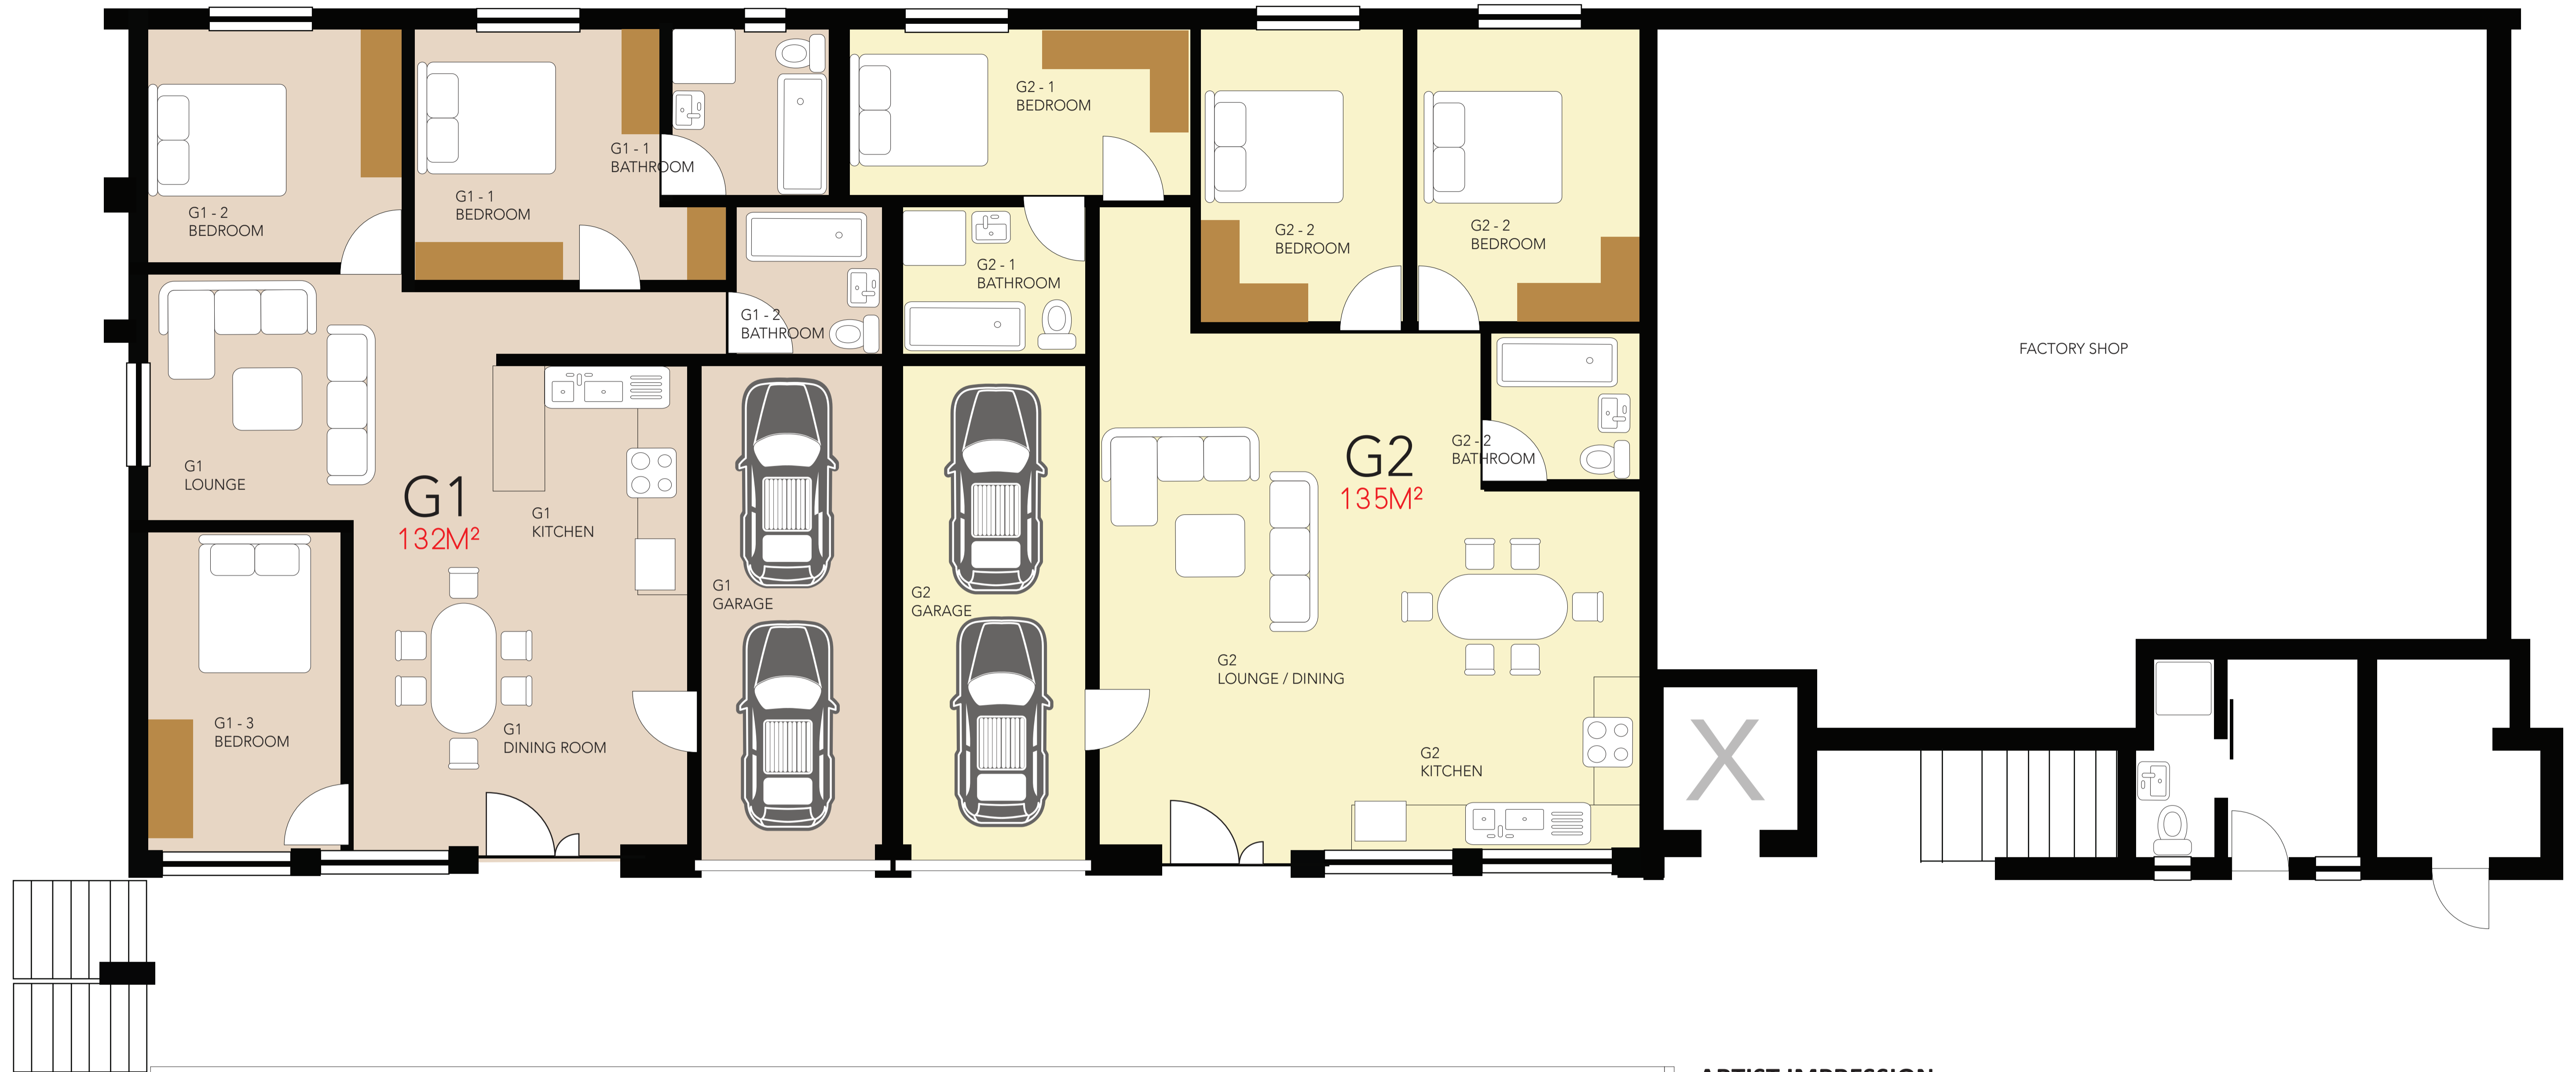 G1 - 2
BEDROOM
G1 - 1
BEDROOM
G1 - 1
BATHROOM
G1 - 2
BATHROOM
G2 - 1
BEDROOM
G2 - 1
BATHROOM
G2 - 2
BEDROOM
G2 - 2
BEDROOM
G2 - 2
BATHROOM
FACTORY SHOP
G1
LOUNGE
G1
132M²
G1
KITCHEN
G1
GARAGE
G2
GARAGE
G2
135M²
G2
LOUNGE / DINING
G1 - 3
BEDROOM
G1
DINING ROOM
G2
KITCHEN
X
ARTIST IMPRESSION